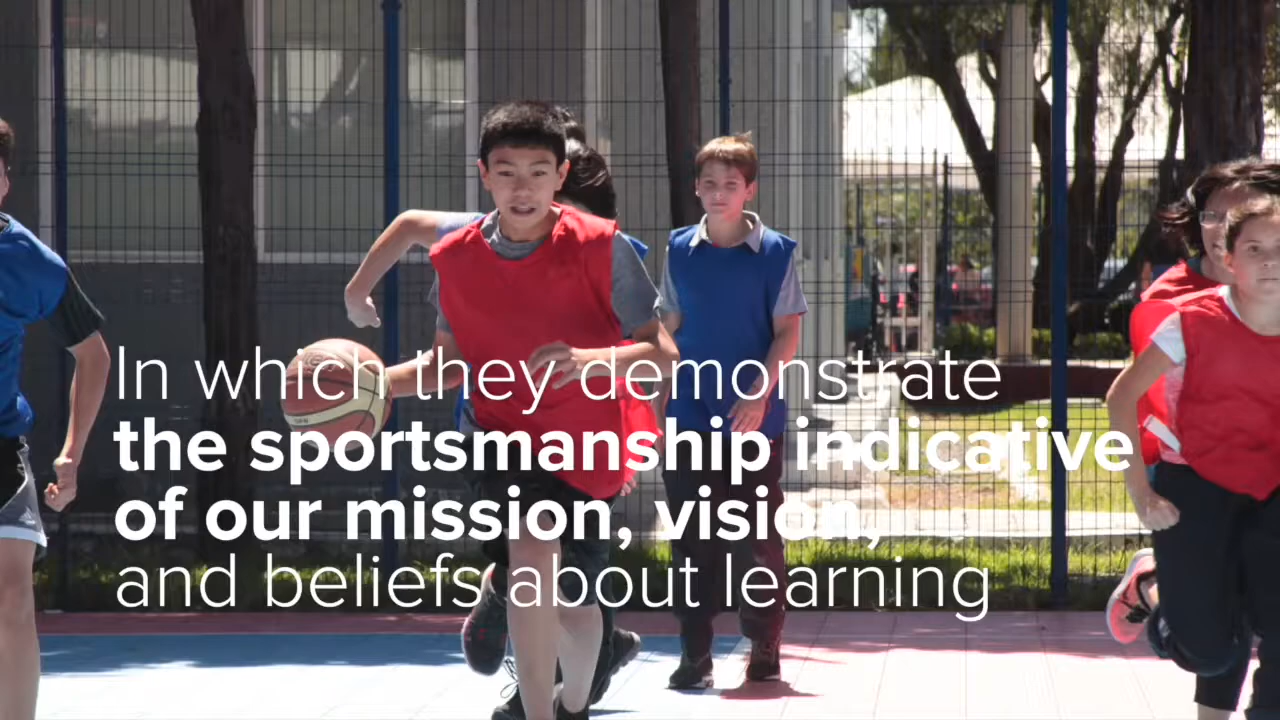 In which they demonstrate
the sportsmanship indicative
of our mission, vision,
and beliefs about learning